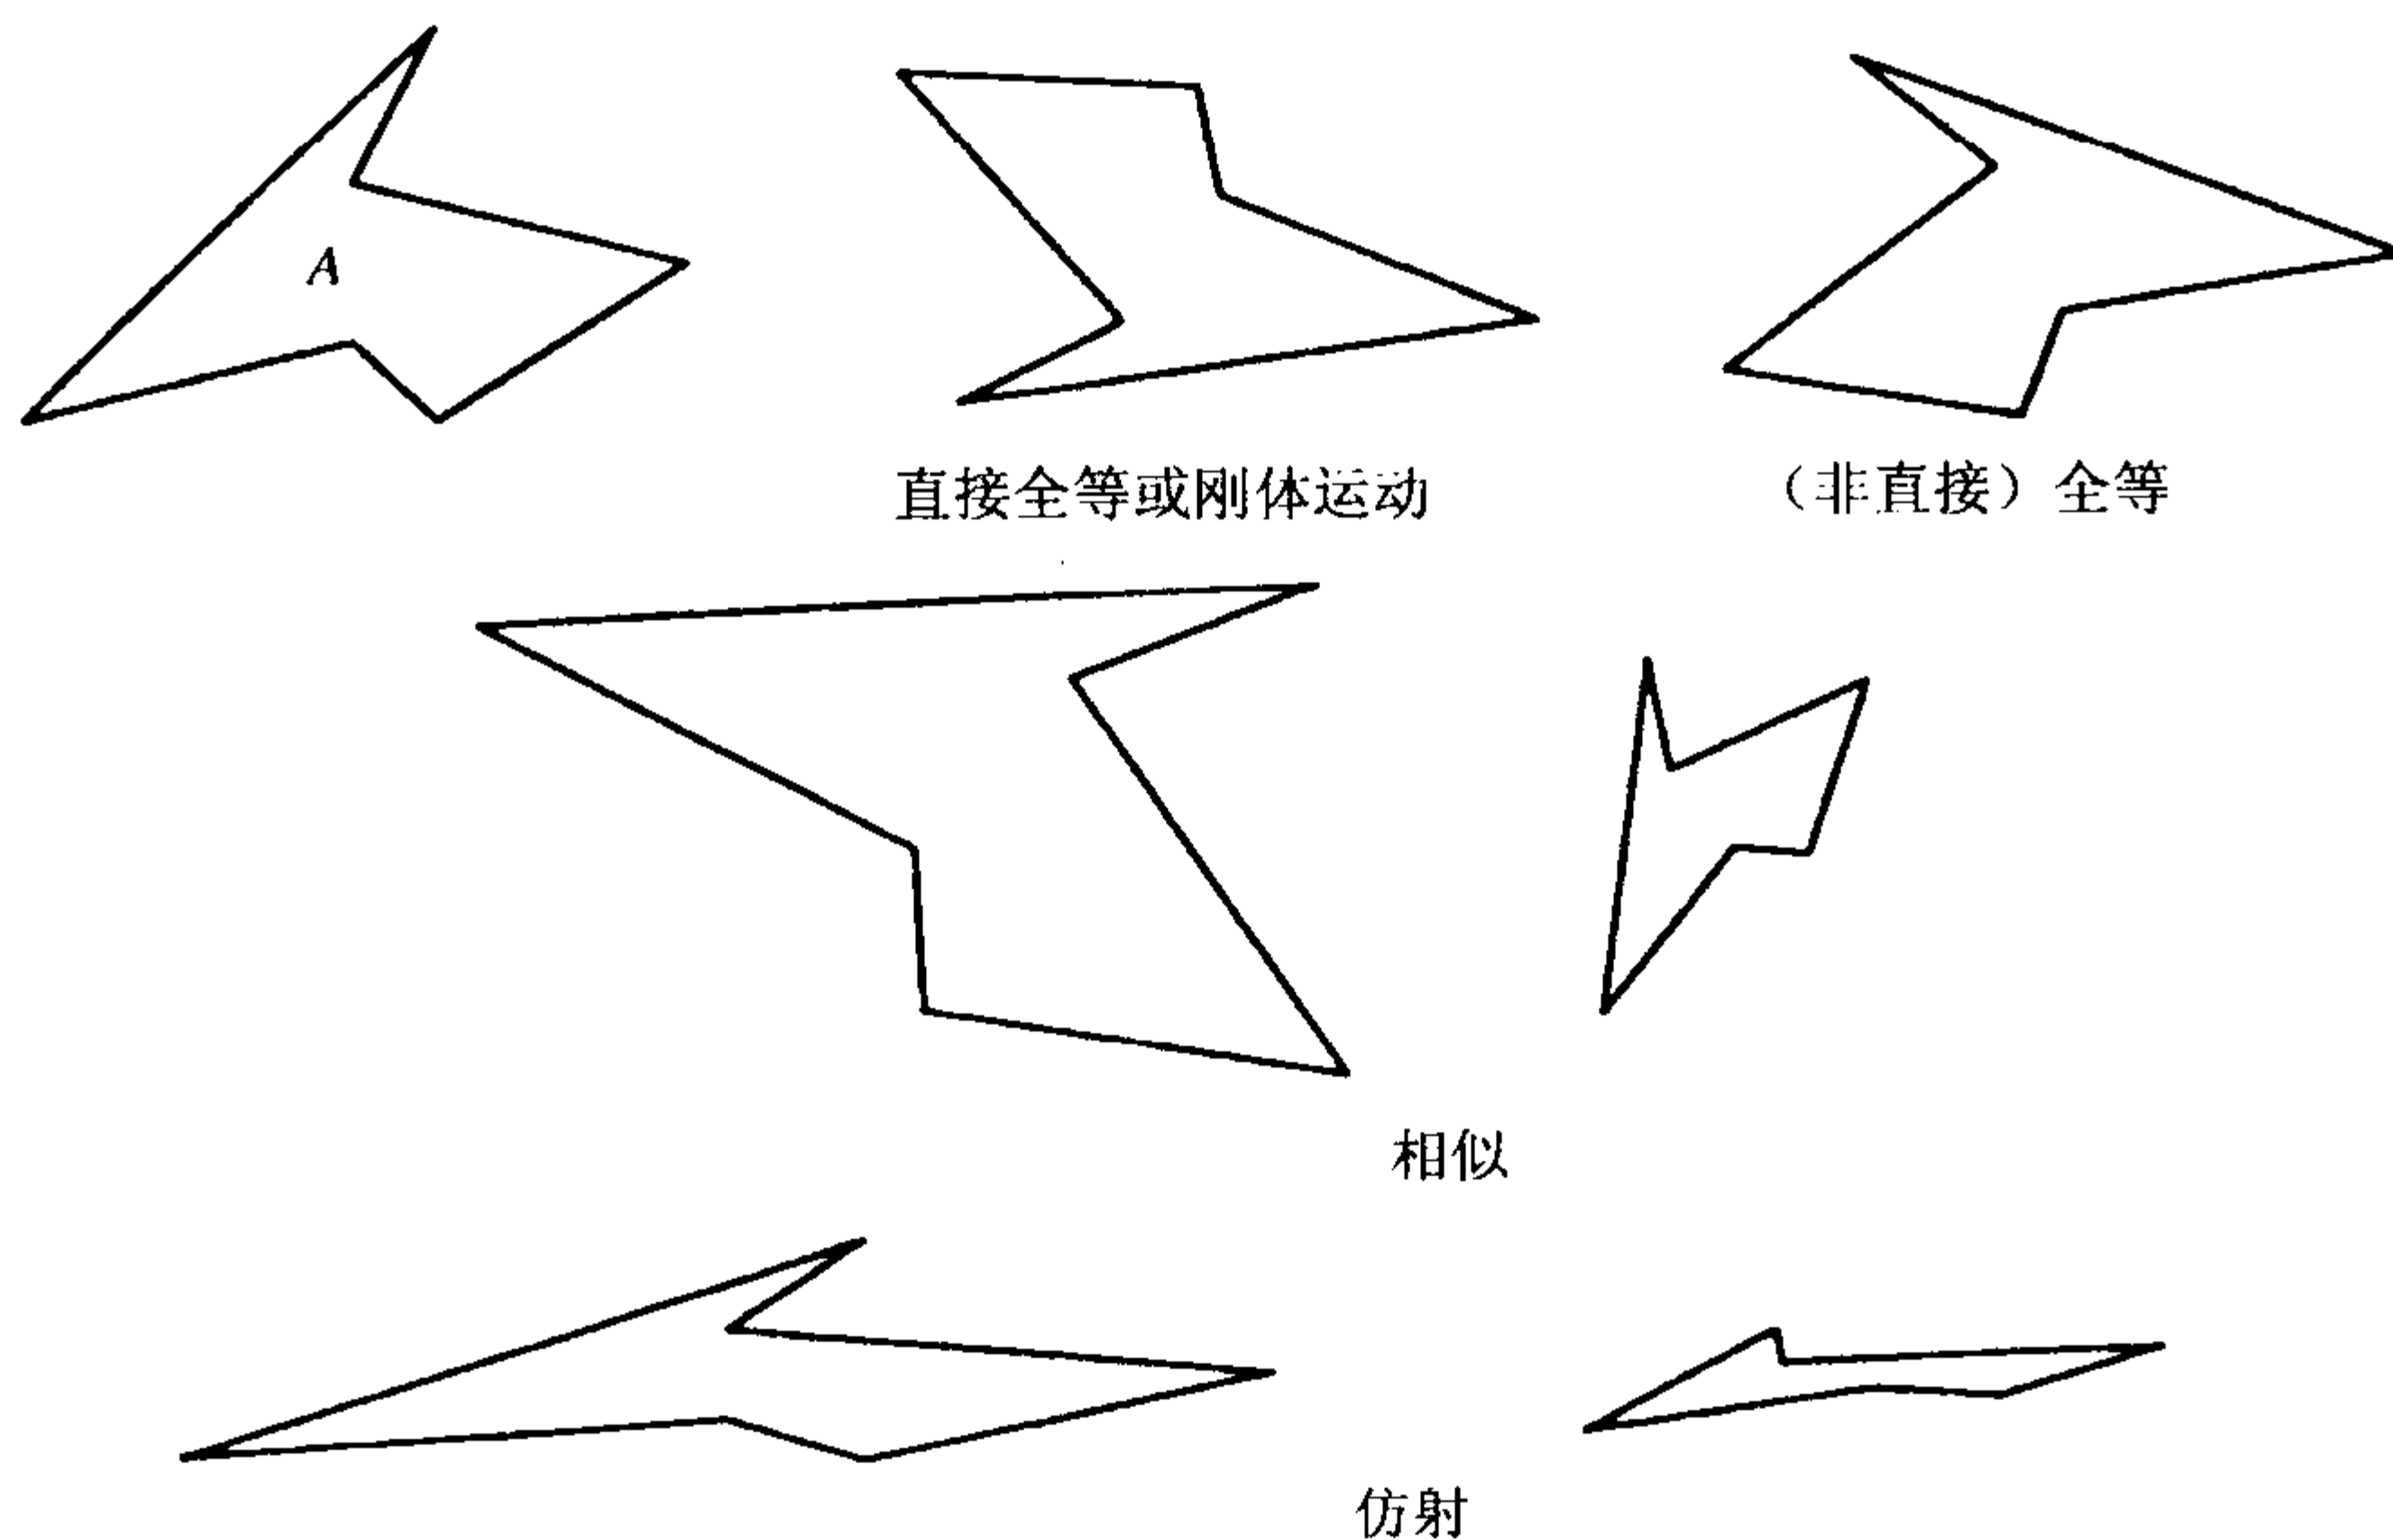 A
直接全等或刚体运动
（非直接）全等
相似
仿射